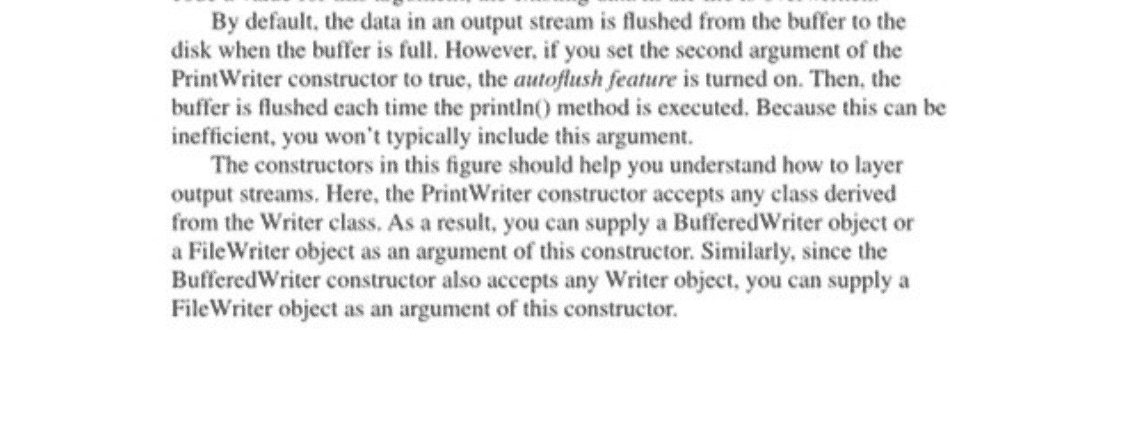 By default, the data in an output stream is flushed from the buffer to the
disk when the buffer is full. However, if you set the second argument of the
PrintWriter constructor to true, the autoflush feature is turned on. Then, the
buffer is flushed each time the println() method is executed. Because this can be
inefficient, you won't typically include this argument.
The constructors in this figure should help you understand how to layer
output streams. Here, the PrintWriter constructor accepts any class derived
from the Writer class. As a result, you can supply a BufferedWriter object or
a FileWriter object as an argument of this constructor. Similarly, since the
BufferedWriter constructor also accepts any Writer object, you can supply a
FileWriter object as an argument of this constructor.